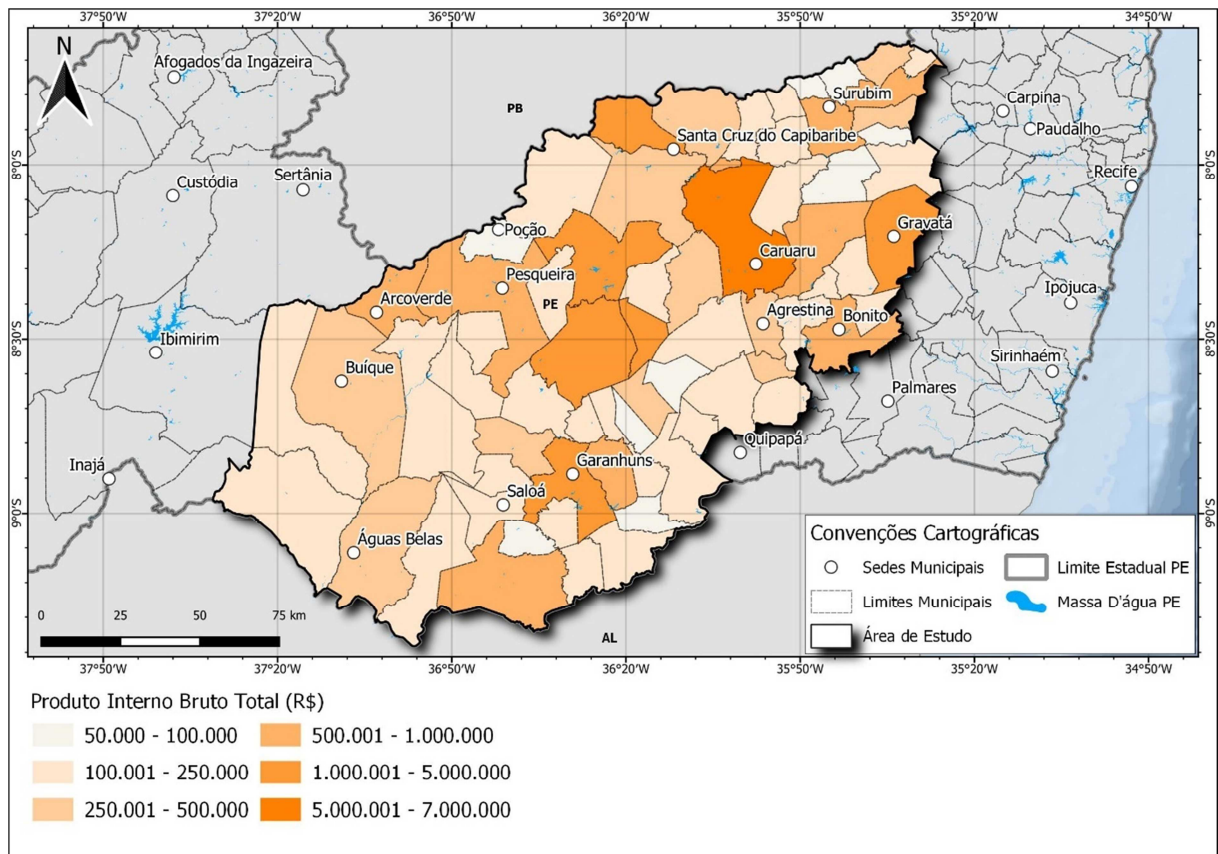 37°50'W 37°20'W 36°50'W 36°20'W 35°50'W 35°20'W 34°50'W
N
Afogados da Ingazeira
PB
Surubim
Carpina
Santa Cruz do Capibaribe
Paudalho
8°0'S 8°0'S
Custódia
Sertânia
Recife
Poção
Gravatá
Caruaru
Pesqueira
PE
Arcoverde
Ipojuca
Agrestina
Bonito
8°30'S 8°30'S
Ibimirim
Buíque
Sirinhaém
Palmares
Quipapá
Inajá
Garanhuns
Saloá
9°0'S 9°0'S
Águas Belas
Convenções Cartográficas
Sedes Municipais Limite Estadual PE
Limites Municipais Massa D'água PE
Área de Estudo
0 25 50 75 km
AL
37°50'W 37°20'W 36°50'W 36°20'W 35°50'W 35°20'W 34°50'W
Produto Interno Bruto Total (R$)
50.000 - 100.000 500.001 - 1.000.000
100.001 - 250.000 1.000.001 - 5.000.000
250.001 - 500.000 5.000.001 - 7.000.000